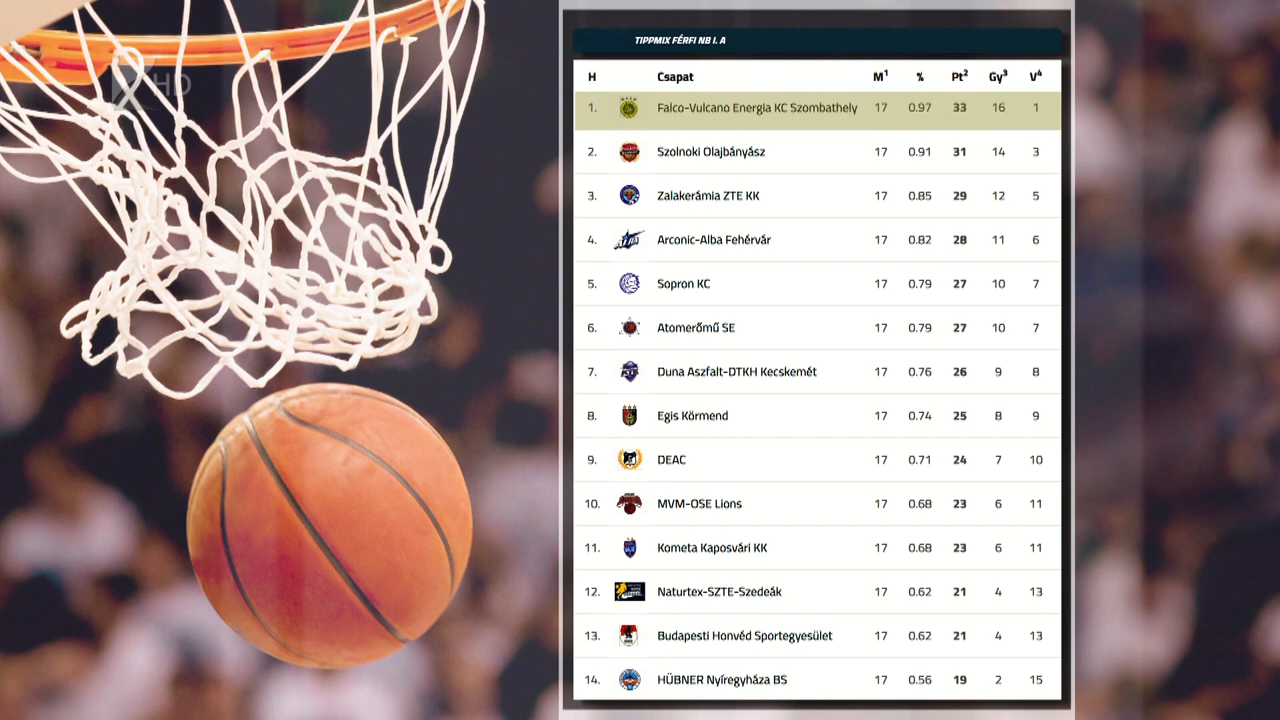 HD
TIPPMIX FÉRFI NB I. A
H Csapat M¹ % Pt² Gy³ V⁴
1. Falco-Vulcano Energia KC Szombathely 17 0.97 33 16 1
2. Szolnoki Olajbányász 17 0.91 31 14 3
3. Zalakerámia ZTE KK 17 0.85 29 12 5
4. Arconic-Alba Fehérvár 17 0.82 28 11 6
5. Sopron KC 17 0.79 27 10 7
6. Atomerőmű SE 17 0.79 27 10 7
7. Duna Aszfalt-DTKH Kecskemét 17 0.76 26 9 8
8. Egis Körmend 17 0.74 25 8 9
9. DEAC 17 0.71 24 7 10
10. MVM-OSE Lions 17 0.68 23 6 11
11. Kometa Kaposvári KK 17 0.68 23 6 11
12. Naturtex-SZTE-Szedeák 17 0.62 21 4 13
13. Budapesti Honvéd Sportegyesület 17 0.62 21 4 13
14. HÜBNER Nyíregyháza BS 17 0.56 19 2 15